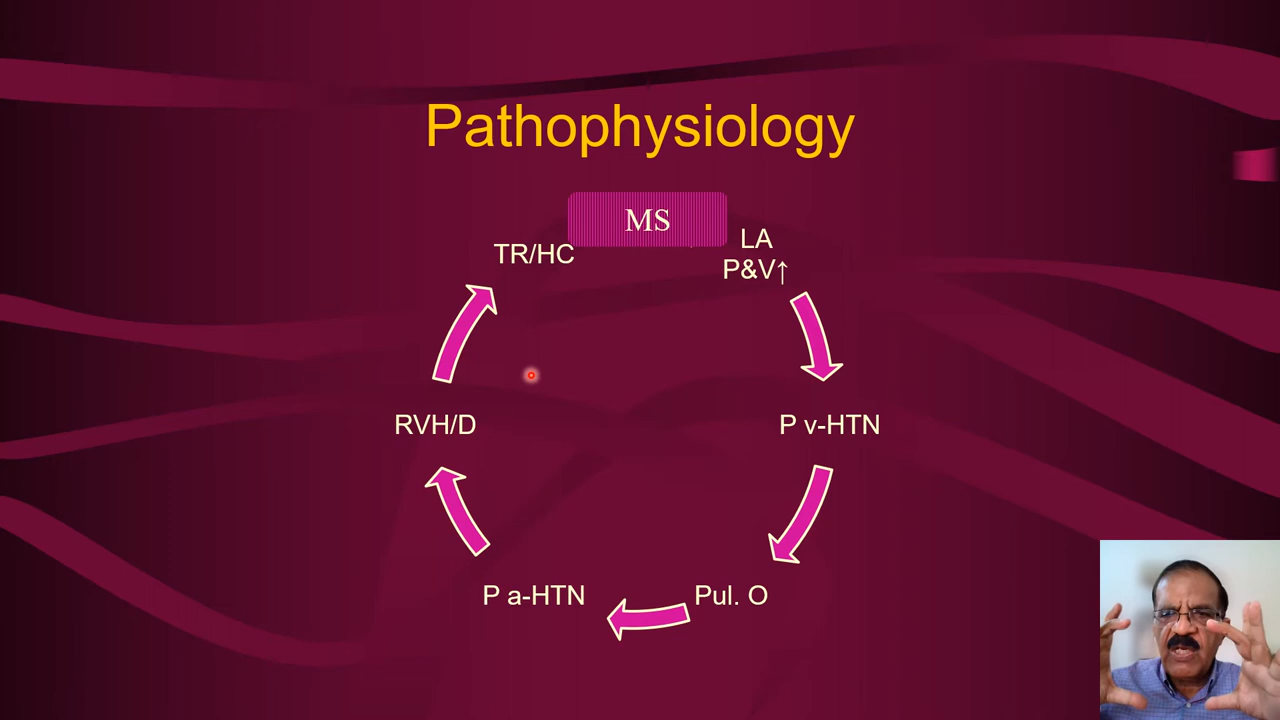 Pathophysiology
MS
LA
P&V↑
P v-HTN
Pul. O
P a-HTN
RVH/D
TR/HC